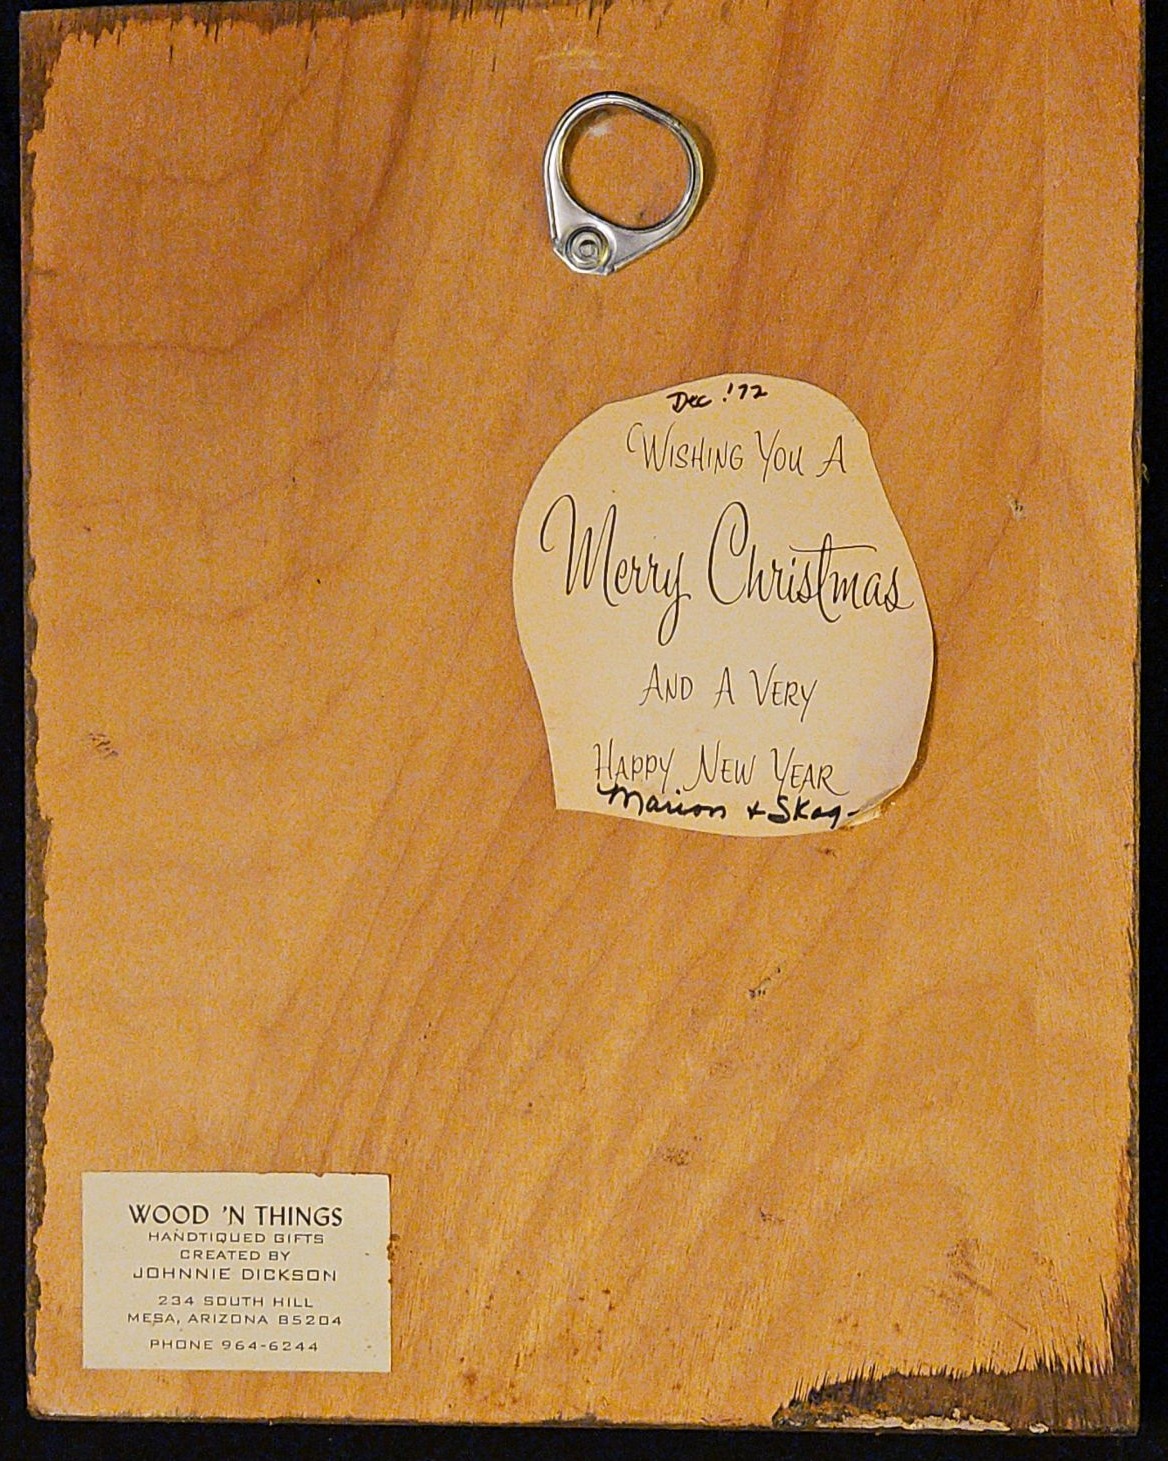 Dec '72
WISHING YOU A
Merry Christmas
AND A VERY
HAPPY NEW YEAR
Marion + Skag-
WOOD 'N THINGS
HANDTIQUED GIFTS
CREATED BY
JOHNNIE DICKSON
234 SOUTH HILL
MESA, ARIZONA 85204
PHONE 964-6244